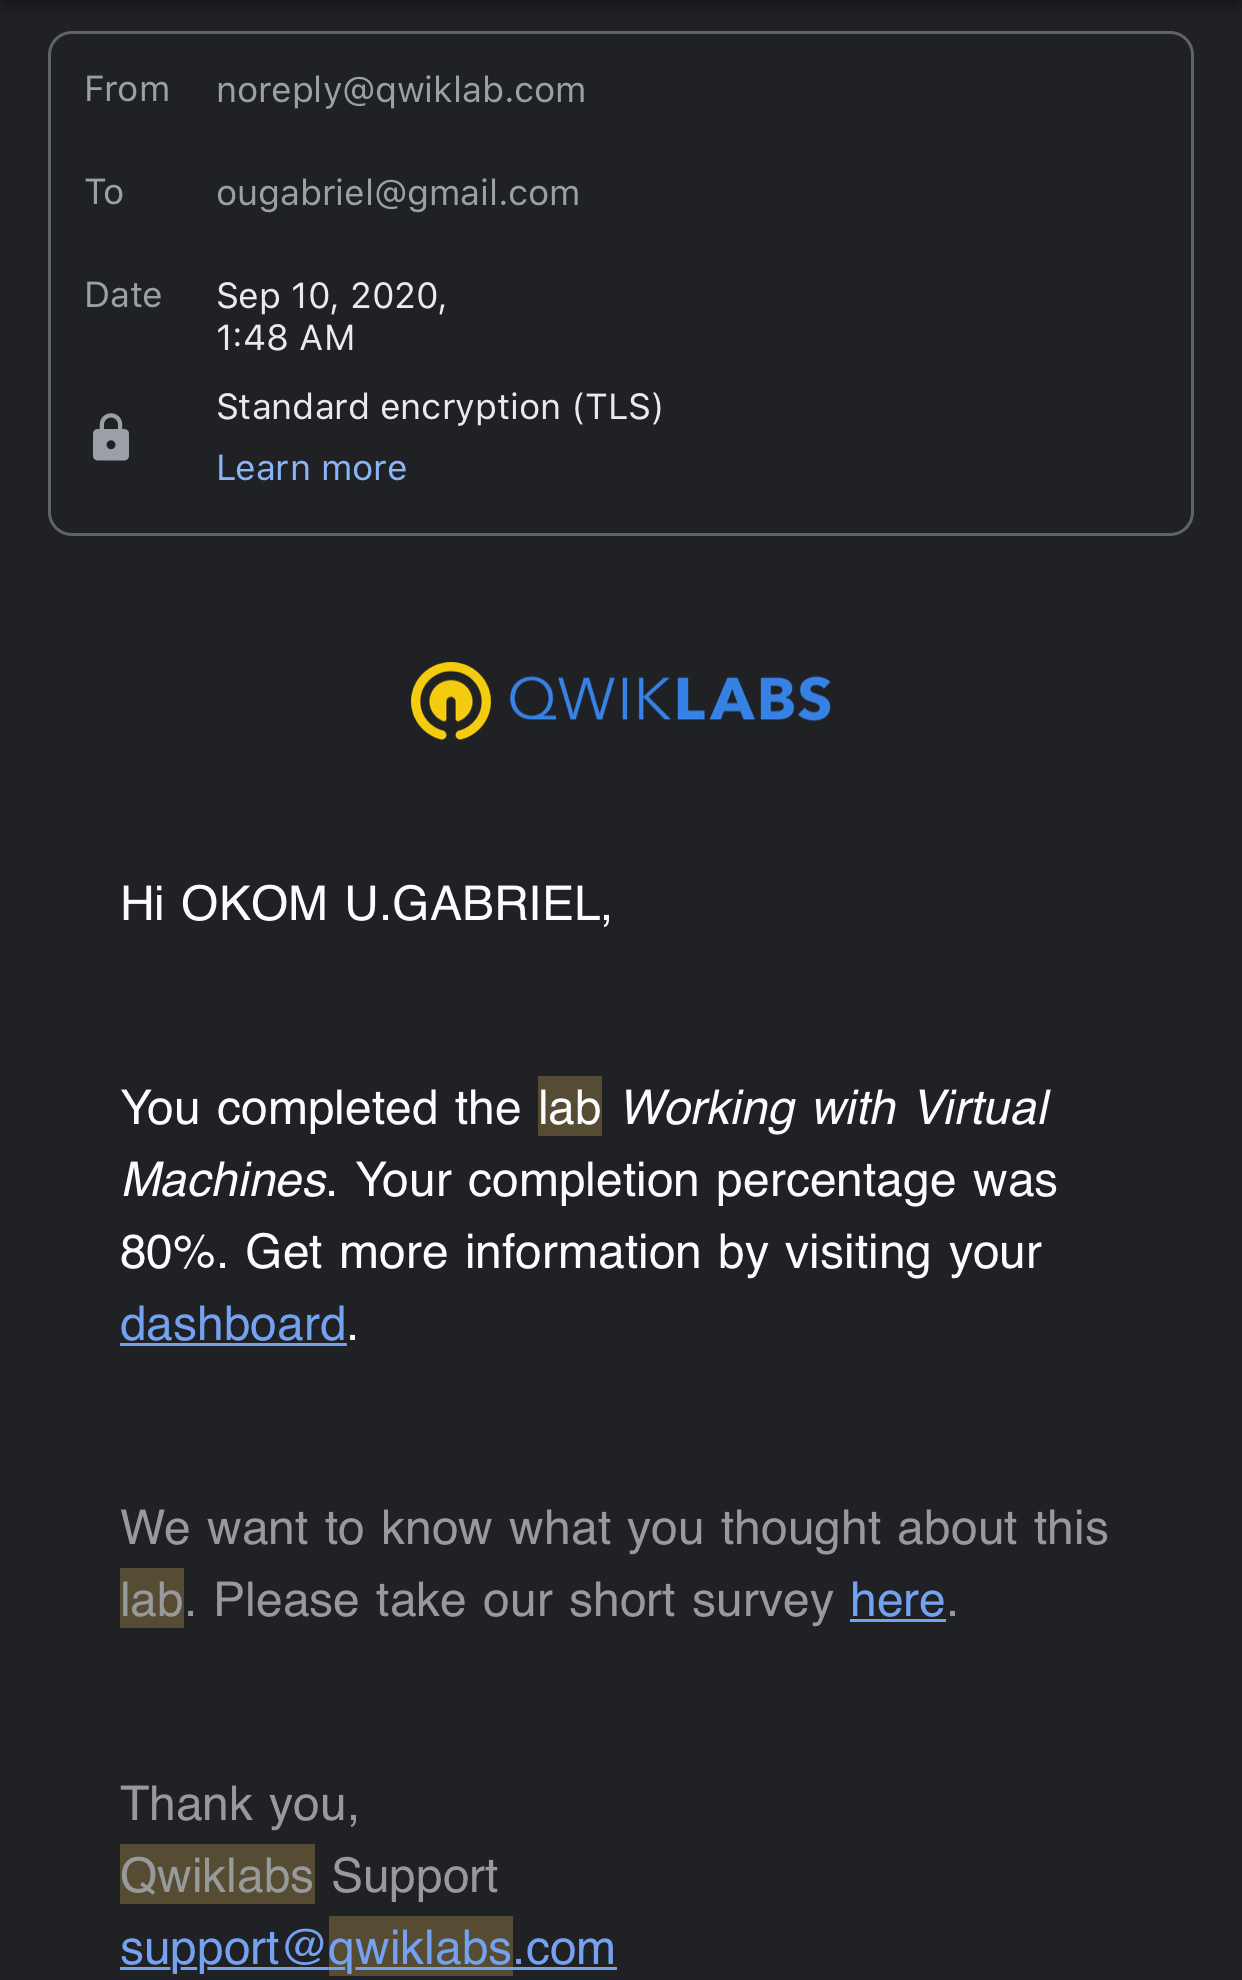 From noreply@qwiklab.com
To ougabriel@gmail.com
Date Sep 10, 2020,
1:48 AM
Standard encryption (TLS)
Learn more
QWIKLABS
Hi OKOM U.GABRIEL,
You completed the lab Working with Virtual
Machines. Your completion percentage was
80%. Get more information by visiting your
dashboard.
We want to know what you thought about this
lab. Please take our short survey here.
Thank you,
Qwiklabs Support
support@qwiklabs.com